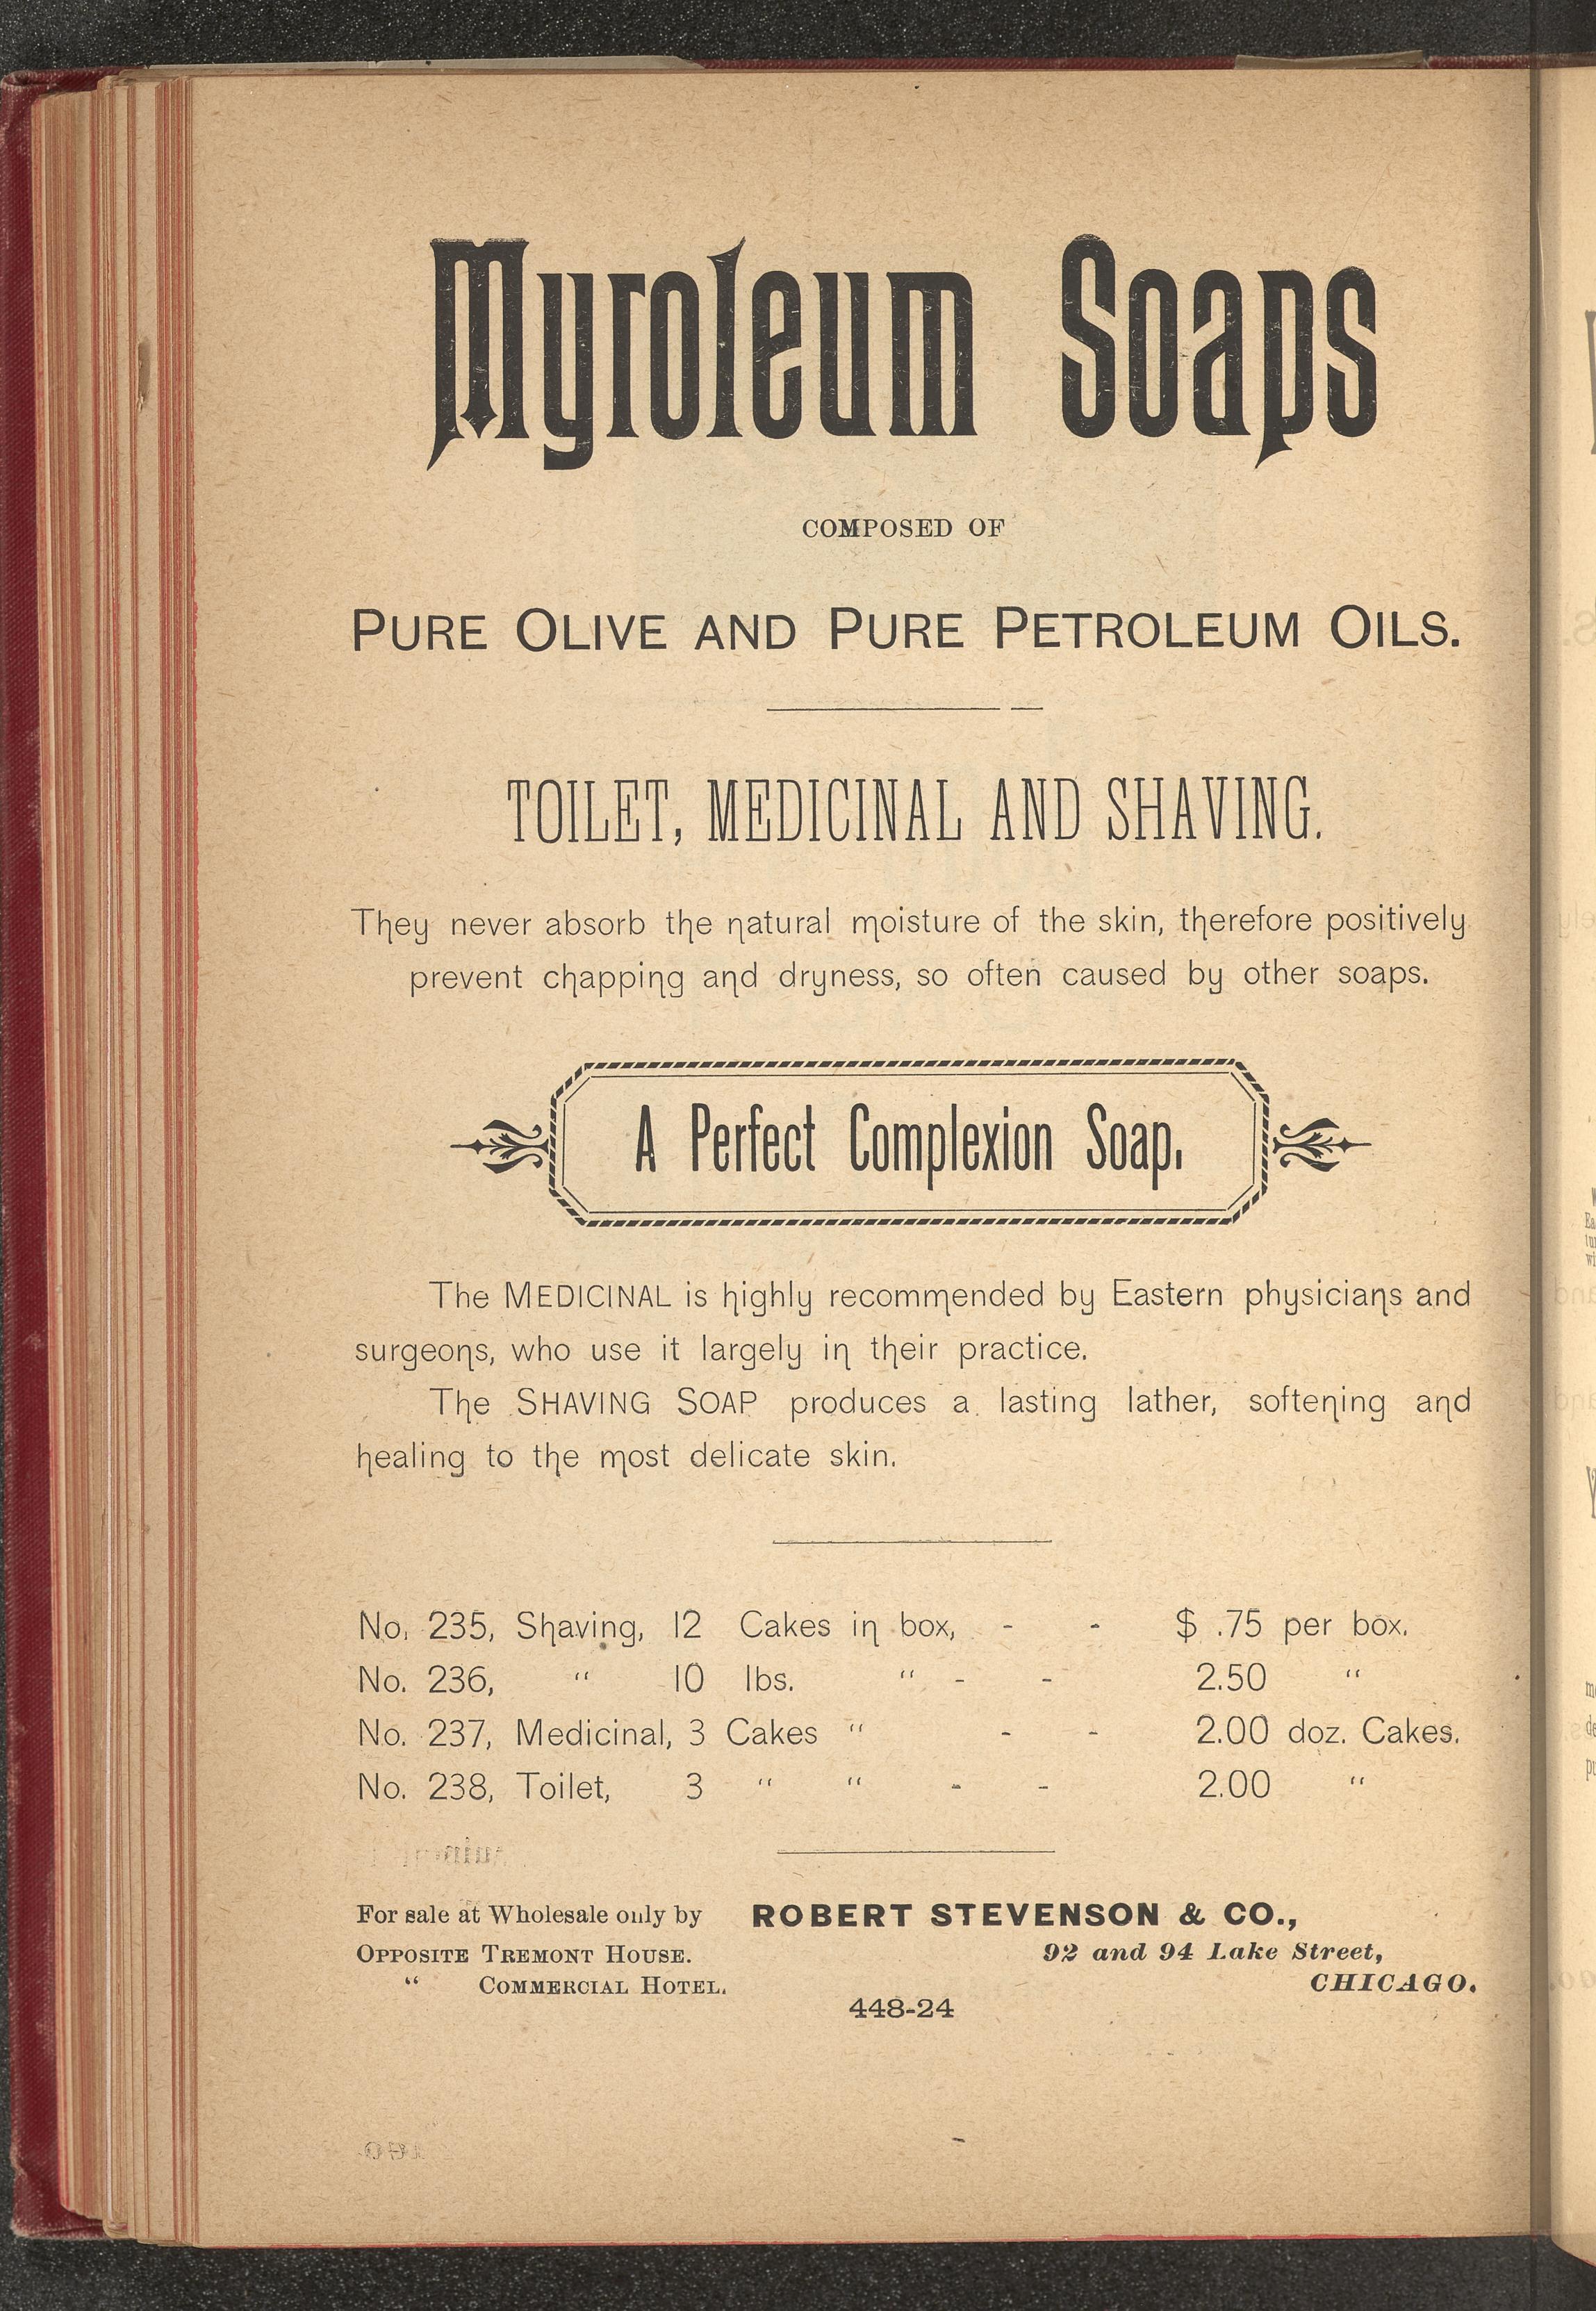 Myroleum Soaps
COMPOSED OF
PURE OLIVE AND PURE PETROLEUM OILS.
TOILET, MEDICINAL AND SHAVING.
They never absorb the natural moisture of the skin, therefore positively
prevent chapping and dryness, so often caused by other soaps.
A Perfect Complexion Soap.
The MEDICINAL is highly recommended by Eastern physicians and
surgeons, who use it largely in their practice.
The SHAVING SOAP produces a lasting lather, softening and
healing to the most delicate skin.
No. 235, Shaving, 12 Cakes in box, - - $ .75 per box.
No. 236, “ 10 lbs. “ - - 2.50 “
No. 237, Medicinal, 3 Cakes “ - - 2.00 doz. Cakes.
No. 238, Toilet, 3 “ “ - - 2.00 “
For sale at Wholesale only by ROBERT STEVENSON & CO.,
OPPOSITE TREMONT HOUSE. 92 and 94 Lake Street,
“ COMMERCIAL HOTEL. CHICAGO.
448-24